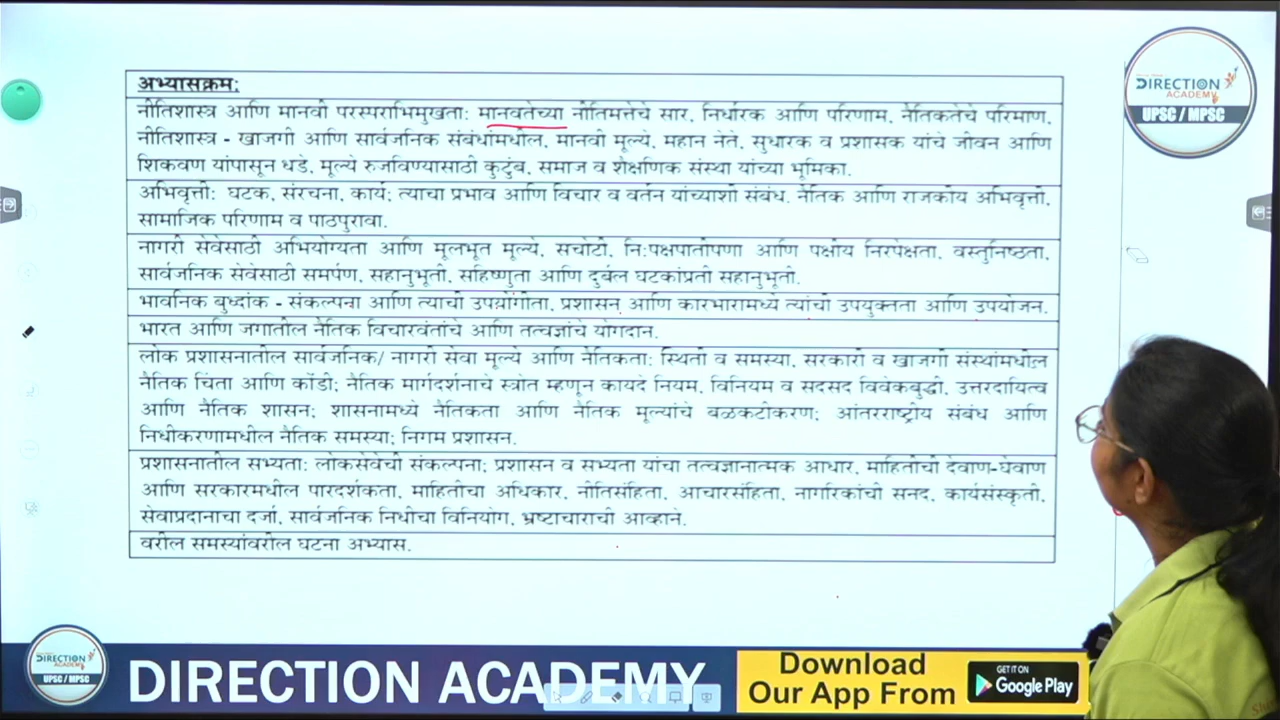 अभ्यासक्रम:
नीतिशास्त्र आणि मानवी परस्पराभिमुखता: मानवतेच्या नीतिमत्तेचे सार, निर्धारक आणि परिणाम, नैतिकतेचे परिमाण,
नीतिशास्त्र - खाजगी आणि सार्वजनिक संबंधांमधील, मानवी मूल्ये, महान नेते, सुधारक व प्रशासक यांचे जीवन आणि
शिकवण यांपासून धडे, मूल्ये रुजविण्यासाठी कुटुंब, समाज व शैक्षणिक संस्था यांच्या भूमिका.
अभिवृत्ती: घटक, संरचना, कार्य; त्याचा प्रभाव आणि विचार व वर्तन यांच्याशी संबंध, नैतिक आणि राजकीय अभिवृत्ती,
सामाजिक परिणाम व पाठपुरावा.
नागरी सेवेसाठी अभियोग्यता आणि मूलभूत मूल्ये, सचोटी, नि:पक्षपातीपणा आणि पक्षीय निरपेक्षता, वस्तुनिष्ठता,
सार्वजनिक सेवेसाठी समर्पण, सहानुभूती, सहिष्णुता आणि दुर्बल घटकांप्रती सहानुभूती.
भावनिक बुध्दांक - संकल्पना आणि त्याची उपयोगीता, प्रशासन आणि कारभारामध्ये त्यांची उपयुक्तता आणि उपयोजन.
भारत आणि जगातील नैतिक विचारवंतांचे आणि तत्वज्ञांचे योगदान.
लोक प्रशासनातील सार्वजनिक/ नागरी सेवा मूल्ये आणि नैतिकता: स्थिती व समस्या, सरकारी व खाजगी संस्थांमधील
नैतिक चिंता आणि कोंडी; नैतिक मार्गदर्शनाचे स्त्रोत म्हणून कायदे नियम, विनियम व सदसद विवेकबुद्धी, उत्तरदायित्व
आणि नैतिक शासन; शासनामध्ये नैतिकता आणि नैतिक मूल्यांचे बळकटीकरण; आंतरराष्ट्रीय संबंध आणि
निधीकरणामधील नैतिक समस्या; निगम प्रशासन.
प्रशासनातील सभ्यता: लोकसेवेची संकल्पना; प्रशासन व सभ्यता यांचा तत्वज्ञानात्मक आधार, माहितीची देवाण-घेवाण
आणि सरकारमधील पारदर्शकता, माहितीचा अधिकार, नीतिसंहिता, आचारसंहिता, नागरिकांची सनद, कार्यसंस्कृती,
सेवाप्रदानाचा दर्जा, सार्वजनिक निधीचा विनियोग, भ्रष्टाचाराची आव्हाने.
वरील समस्यांवरील घटना अभ्यास.
DIRECTION
ACADEMY
UPSC / MPSC
DIRECTION
ACADEMY
UPSC / MPSC
DIRECTION ACADEMY
Download
Our App From
GET IT ON
Google Play